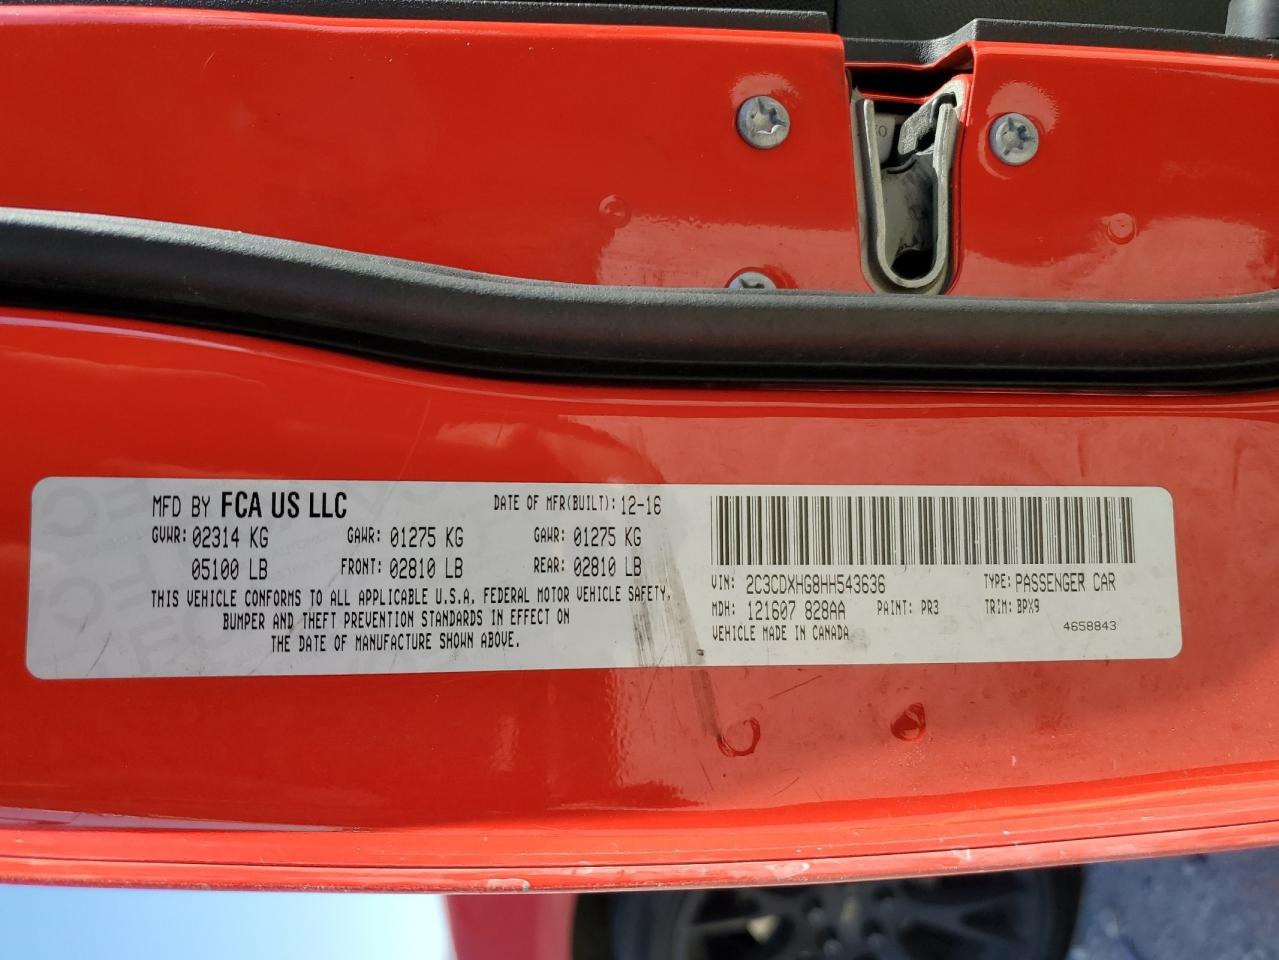 MFD BY FCA US LLC DATE OF MFR(BUILT): 12-16
GVWR: 02314 KG GAWR: 01275 KG GAWR: 01275 KG
05100 LB FRONT: 02810 LB REAR: 02810 LB
THIS VEHICLE CONFORMS TO ALL APPLICABLE U.S.A. FEDERAL MOTOR VEHICLE SAFETY,
BUMPER AND THEFT PREVENTION STANDARDS IN EFFECT ON
THE DATE OF MANUFACTURE SHOWN ABOVE.
VIN: 2C3CDXHG8HH543636 TYPE: PASSENGER CAR
MDH: 121607 828AA PAINT: PR3 TRIM: BPX9
VEHICLE MADE IN CANADA 4658843